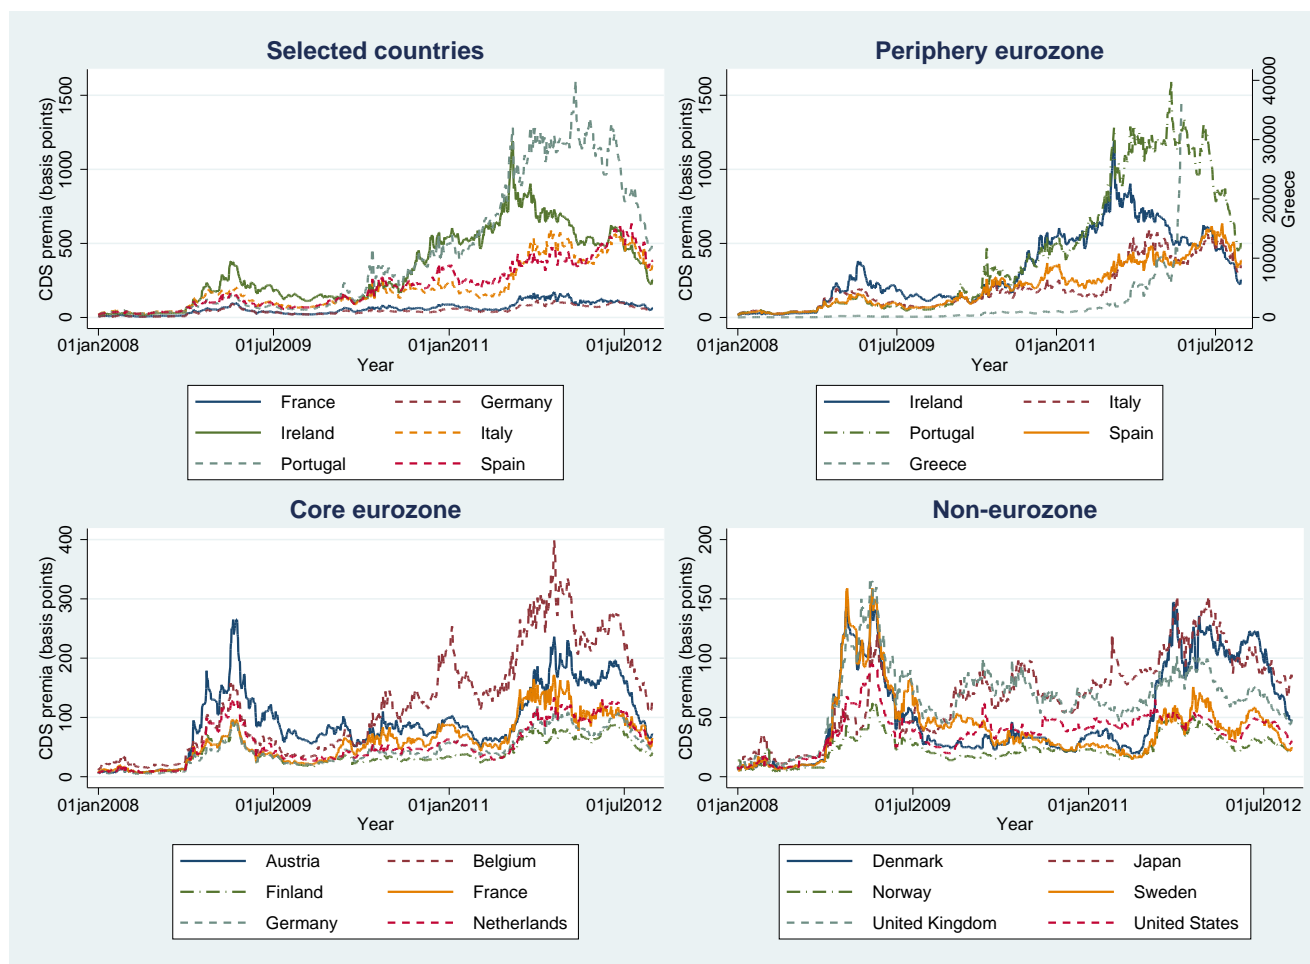 Selected countries
CDS premia (basis points)
0 500 1000 1500
01jan2008 01jul2009 01jan2011 01jul2012
Year
France Germany
Ireland Italy
Portugal Spain
Periphery eurozone
CDS premia (basis points)
0 500 1000 1500
0 10000 20000 30000 40000
Greece
01jan2008 01jul2009 01jan2011 01jul2012
Year
Ireland Italy
Portugal Spain
Greece
Core eurozone
CDS premia (basis points)
0 100 200 300 400
01jan2008 01jul2009 01jan2011 01jul2012
Year
Austria Belgium
Finland France
Germany Netherlands
Non-eurozone
CDS premia (basis points)
0 50 100 150 200
01jan2008 01jul2009 01jan2011 01jul2012
Year
Denmark Japan
Norway Sweden
United Kingdom United States